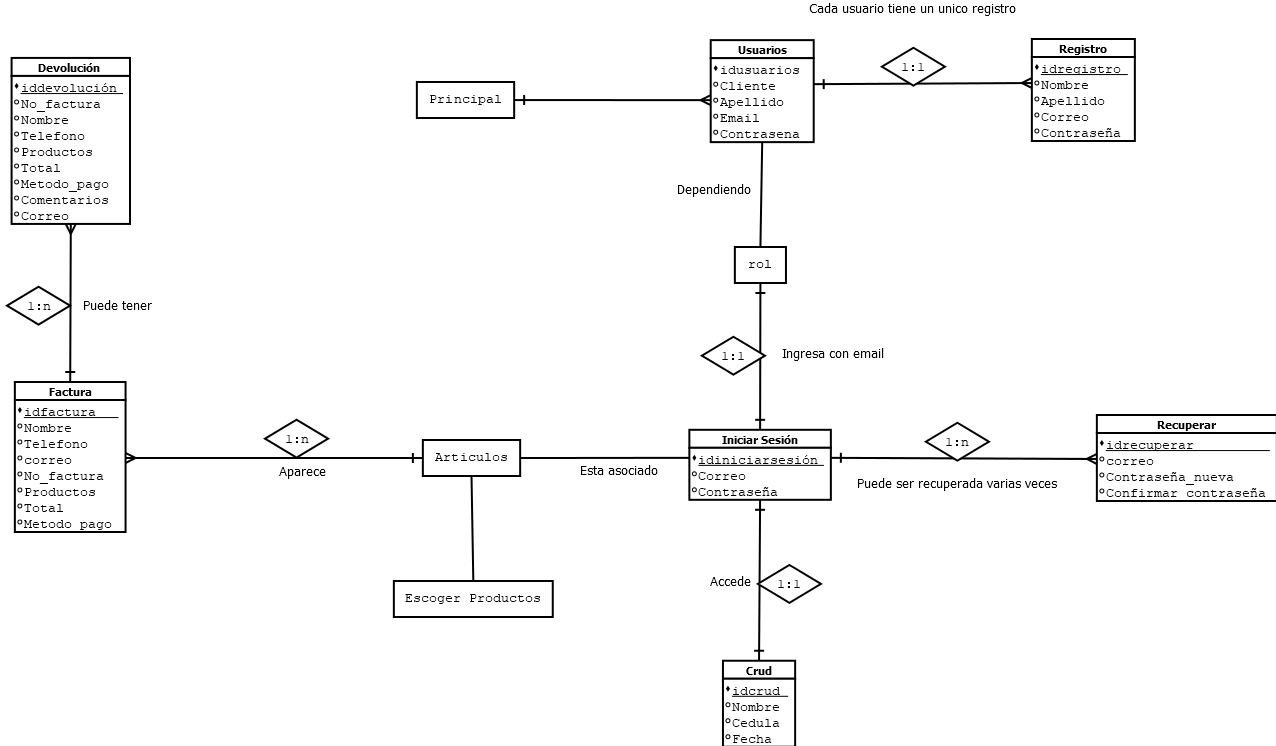 Cada usuario tiene un unico registro
Devolución
iddevolución
No_factura
Nombre
Telefono
Productos
Total
Metodo_pago
Comentarios
Correo
Principal
Usuarios
idusuarios
Cliente
Apellido
Email
Contrasena
1:1
Registro
idregistro
Nombre
Apellido
Correo
Contraseña
Dependiendo
rol
1:n
Puede tener
1:1
Ingresa con email
Factura
idfactura
Nombre
Telefono
correo
No_factura
Productos
Total
Metodo_pago
1:n
Aparece
Articulos
Esta asociado
Iniciar Sesión
idiniciarsesión
Correo
Contraseña
1:n
Puede ser recuperada varias veces
Recuperar
idrecuperar
correo
Contraseña_nueva
Confirmar_contraseña
Escoger Productos
Accede
1:1
Crud
idcrud
Nombre
Cedula
Fecha